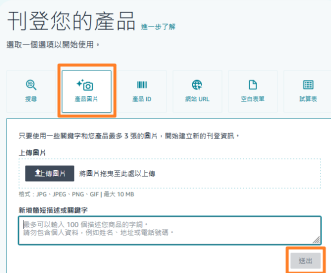 刊登您的產品 進一步了解
選取一個選項以開始使用。
搜尋
產品圖片
產品 ID
網站 URL
空白表單
試算表
只要使用一些關鍵字和您產品最多 3 張的圖片，開始建立新的刊登資訊。
上傳圖片
上傳圖片 將圖片拖曳至此處以上傳
格式：JPG、JPEG、PNG、GIF | 最大 10 MB
新增簡短描述或關鍵字
最多可以輸入 100 個描述您商品的字詞。
請勿包含個人資料，例如姓名、地址或電話號碼。
送出